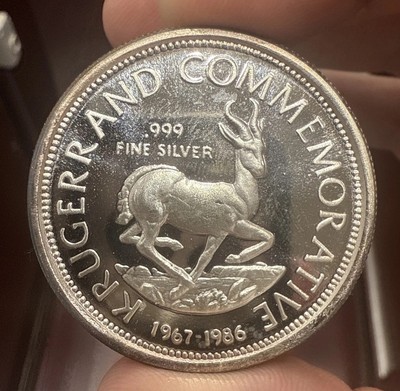 KRUGERRAND COMMEMORATIVE
999
FINE SILVER
1967-1986